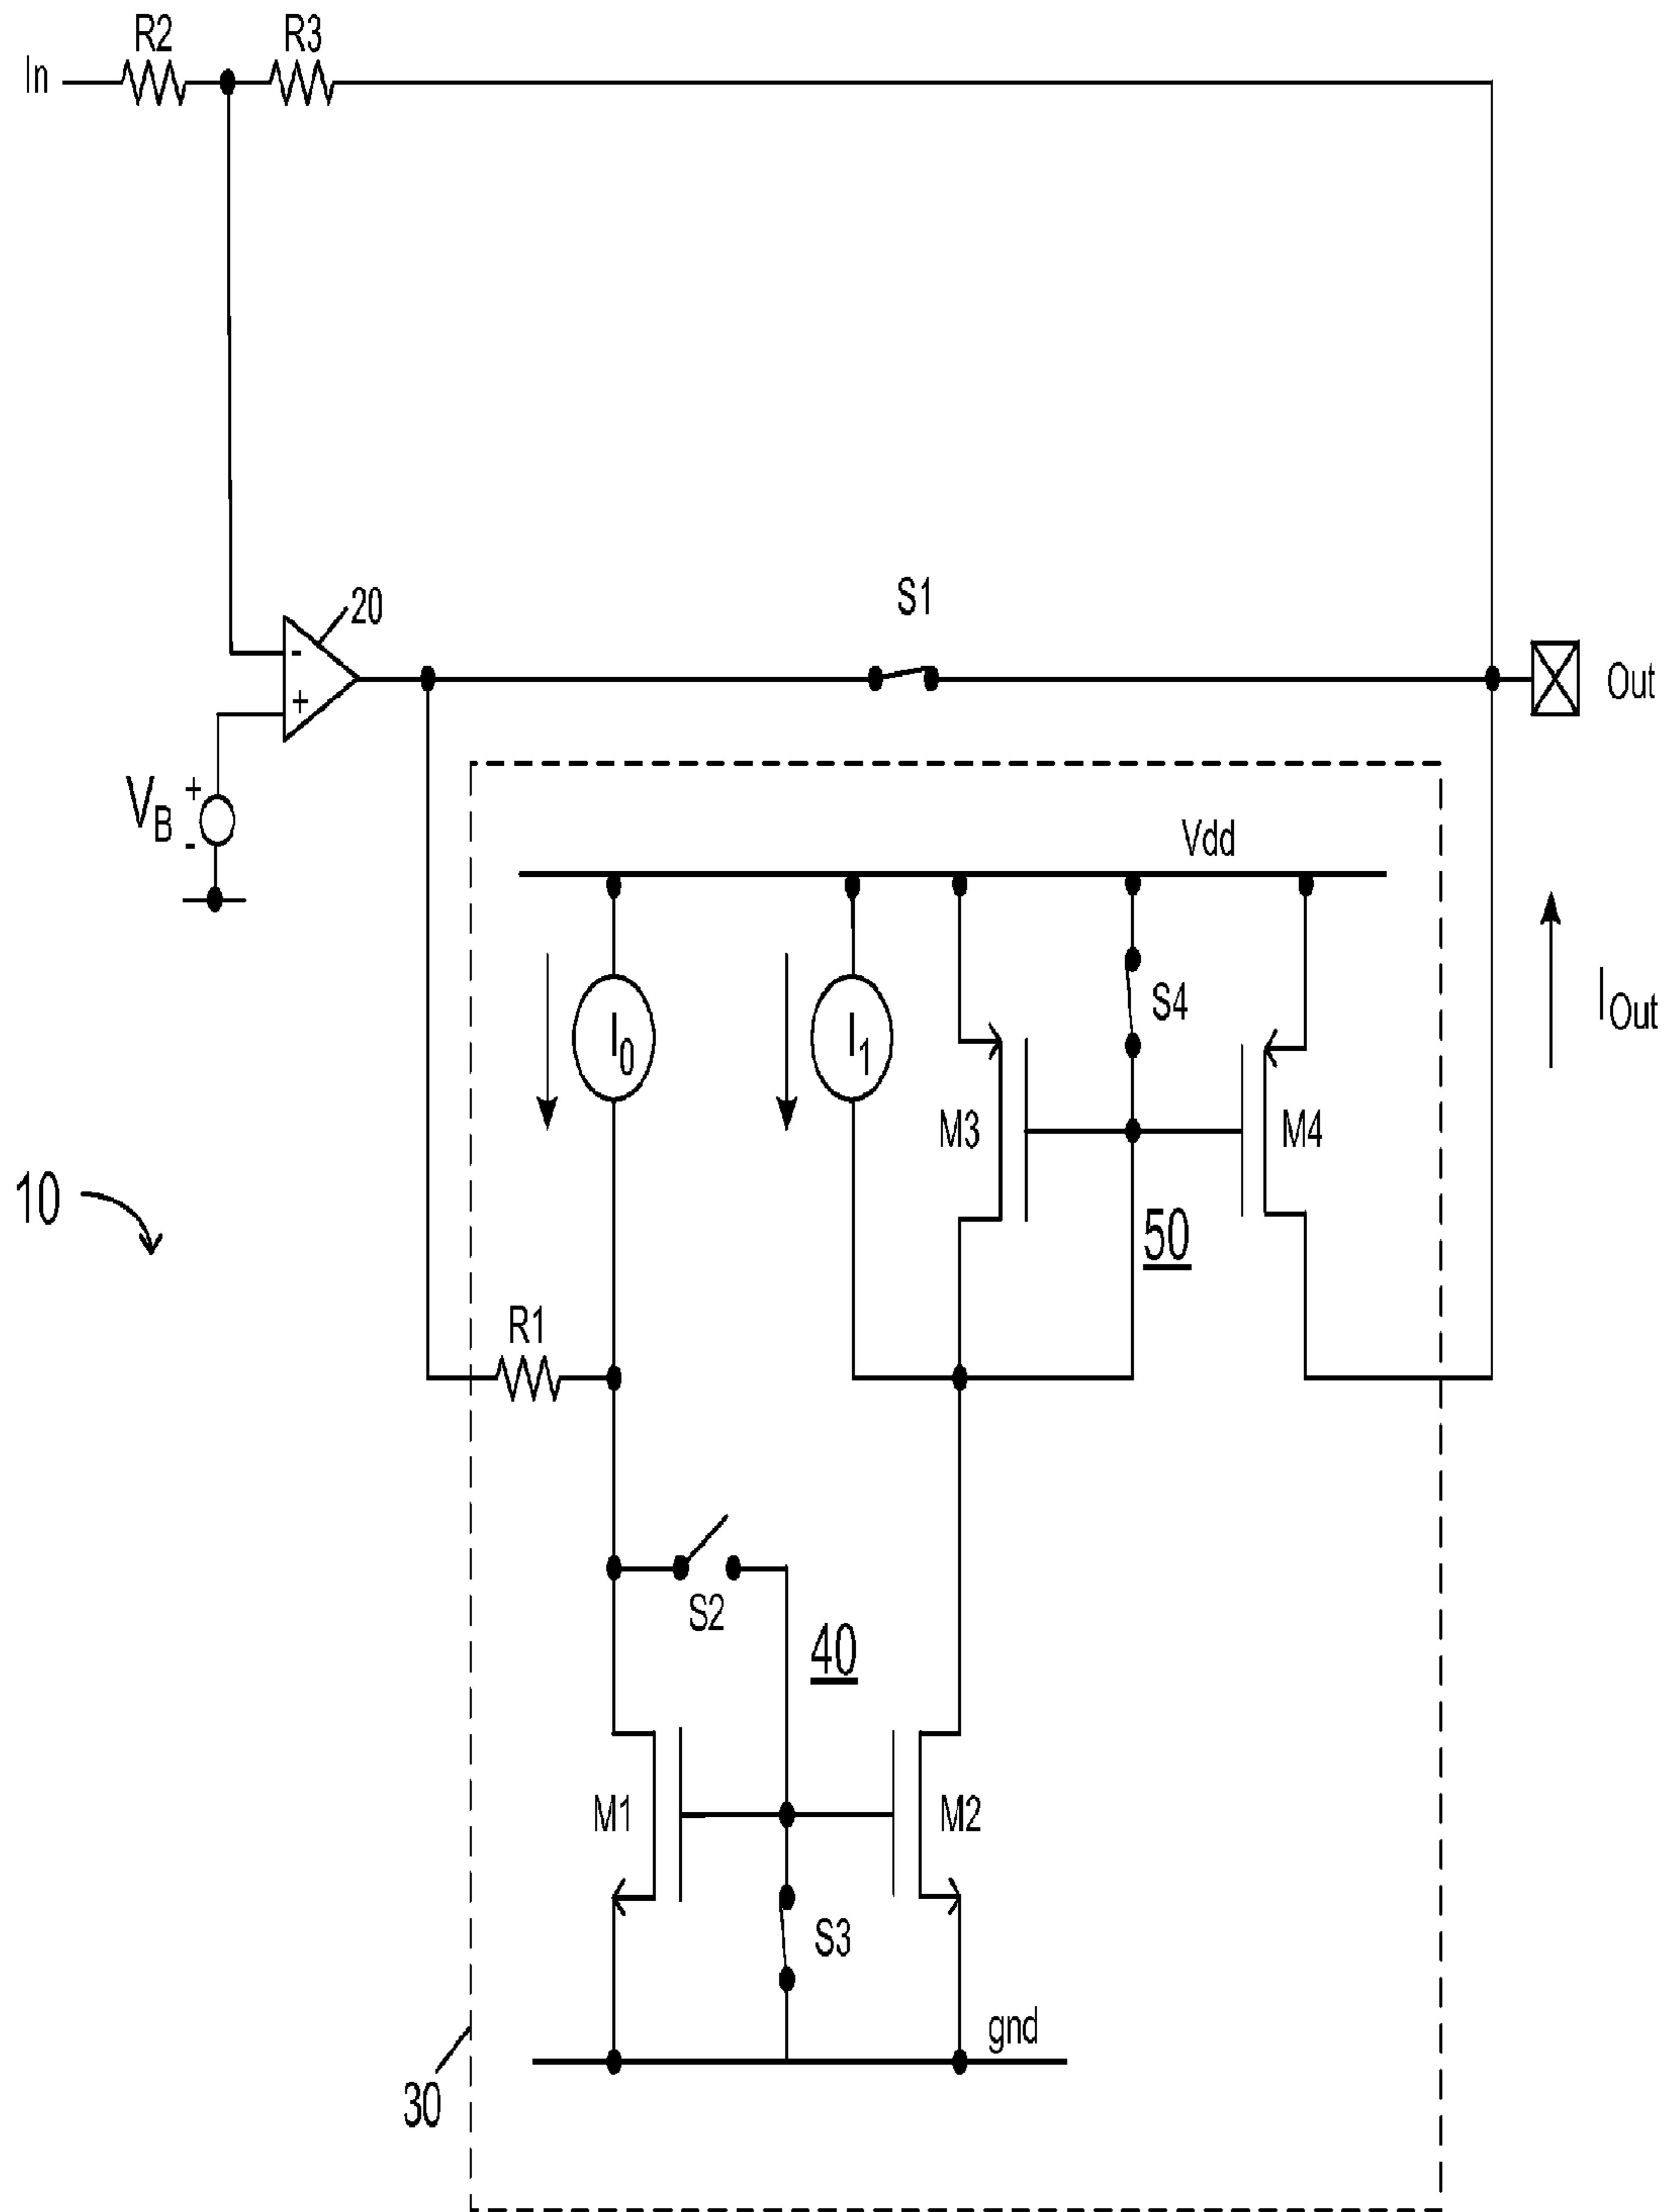 R2
R3
In
20
S1
-
+
Out
V_B
+
-
Vdd
I_0
I_1
S4
I_Out
M3
M4
10
50
R1
S2
40
M1
M2
S3
gnd
30